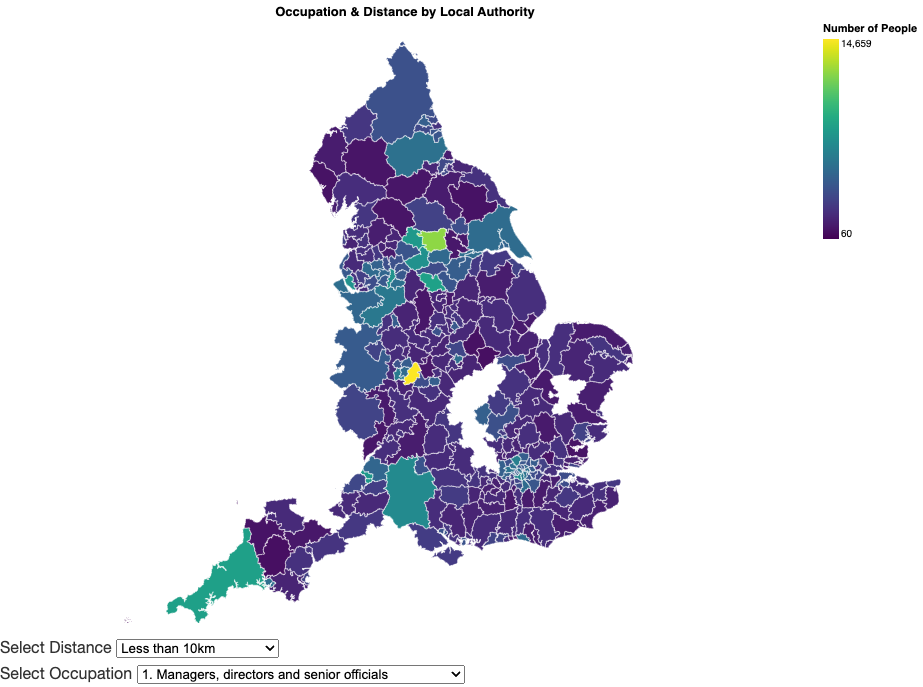 Occupation & Distance by Local Authority
Number of People
14,659
60
Select Distance Less than 10km
Select Occupation 1. Managers, directors and senior officials